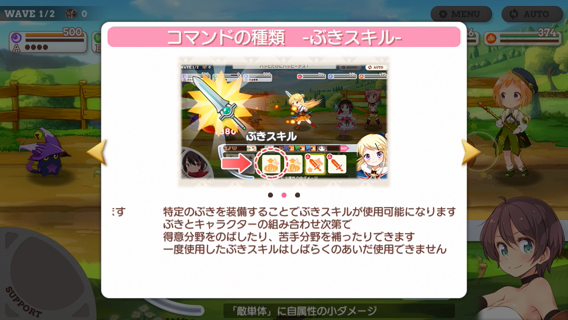 WAVE 1/2
0
MENU
AUTO
500
374
コマンドの種類 -ぶきスキル-
AUTO
ぶきスキル
ます
特定のぶきを装備することでぶきスキルが使用可能になります
ぶきとキャラクターの組み合わせ次第で
得意分野をのばしたり、苦手分野を補ったりできます
一度使用したぶきスキルはしばらくのあいだ使用できません
SUPPORT
「敵単体」に自属性の小ダメージ